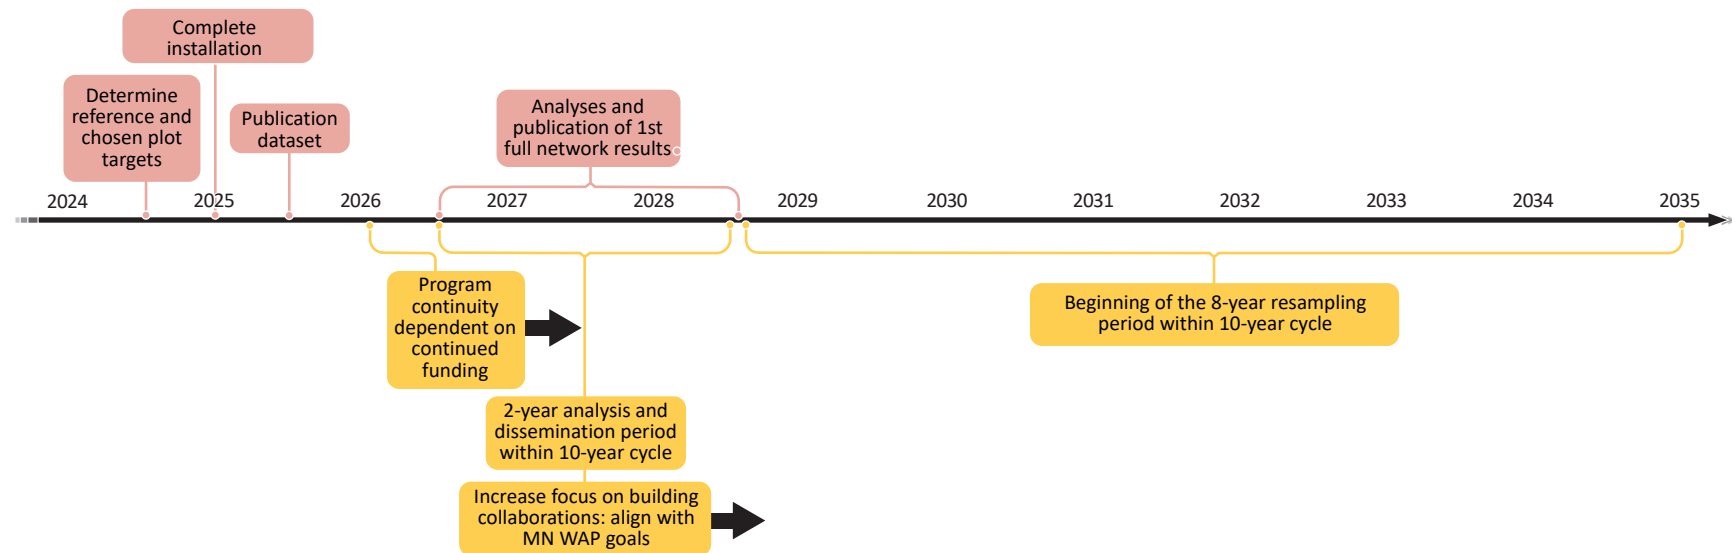 Complete
installation
Determine
reference and
chosen plot
targets
Publication
dataset
Analyses and
publication of 1st
full network results
2024
2025
2026
2027
2028
2029
2030
2031
2032
2033
2034
2035
Program
continuity
dependent on
continued
funding
Beginning of the 8-year resampling
period within 10-year cycle
2-year analysis and
dissemination period
within 10-year cycle
Increase focus on building
collaborations: align with
MN WAP goals